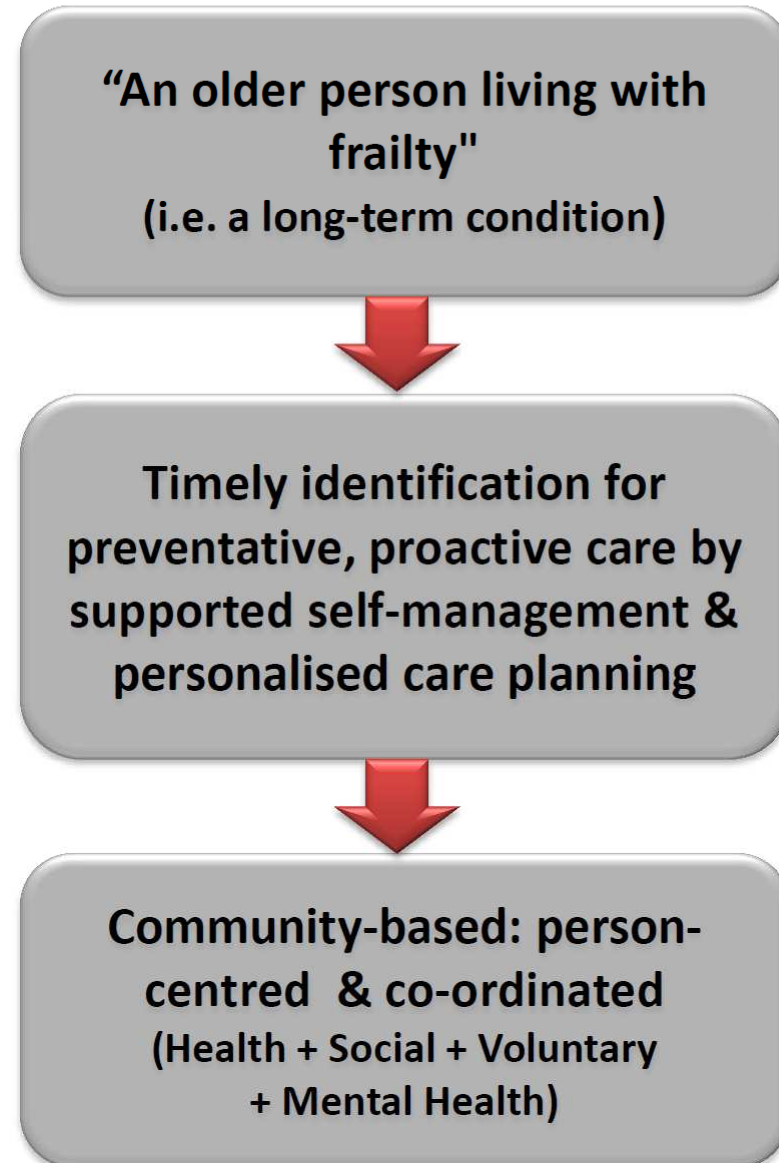 “An older person living with
frailty"
(i.e. a long-term condition)
Timely identification for
preventative, proactive care by
supported self-management &
personalised care planning
Community-based: person-
centred & co-ordinated
(Health + Social + Voluntary
+ Mental Health)